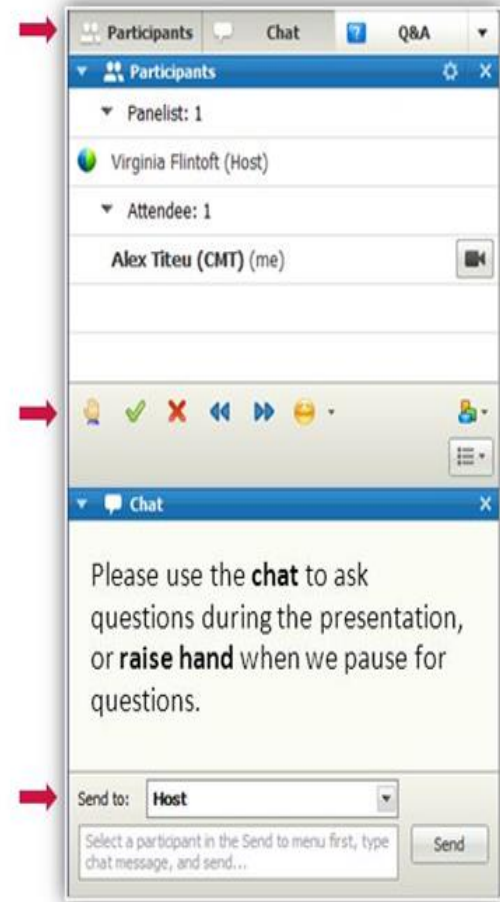 Participants Chat ? Q&A
Participants
Panelist: 1
Virginia Flintoft (Host)
Attendee: 1
Alex Titeu (CMT) (me)
Chat
Please use the chat to ask
questions during the presentation,
or raise hand when we pause for
questions.
Send to: Host
Select a participant in the Send to menu first, type
chat message, and send...
Send